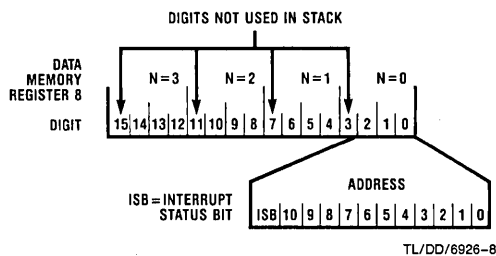 DIGITS NOT USED IN STACK
DATA
MEMORY
REGISTER 8
N=3 N=2 N=1 N=0
DIGIT 15 14 13 12 11 10 9 8 7 6 5 4 3 2 1 0
ADDRESS
ISB=INTERRUPT
STATUS BIT
ISB 10 9 8 7 6 5 4 3 2 1 0
TL/DD/6926-8